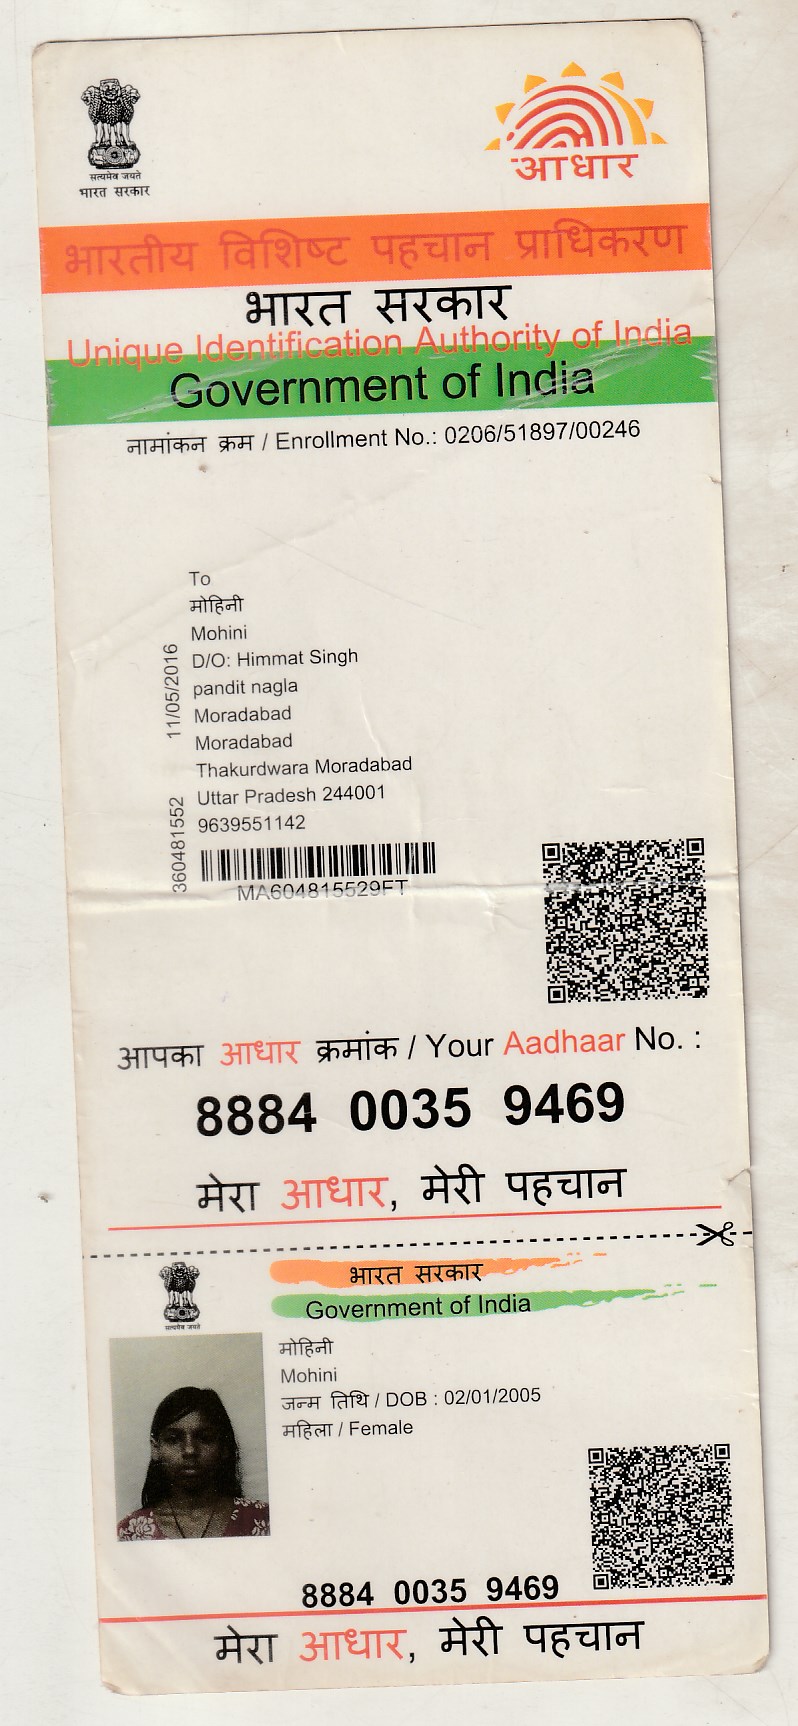 सत्यमेव जयते
भारत सरकार
आधार
भारतीय विशिष्ट पहचान प्राधिकरण
भारत सरकार
Unique Identification Authority of India
Government of India
नामांकन क्रम / Enrollment No.: 0206/51897/00246
To
मोहिनी
Mohini
D/O: Himmat Singh
pandit nagla
Moradabad
Moradabad
Thakurdwara Moradabad
Uttar Pradesh 244001
9639551142
11/05/2016
360481552
MA604815529FT
आपका आधार क्रमांक / Your Aadhaar No. :
8884 0035 9469
मेरा आधार, मेरी पहचान
सत्यमेव जयते
भारत सरकार
Government of India
मोहिनी
Mohini
जन्म तिथि / DOB : 02/01/2005
महिला / Female
8884 0035 9469
मेरा आधार, मेरी पहचान